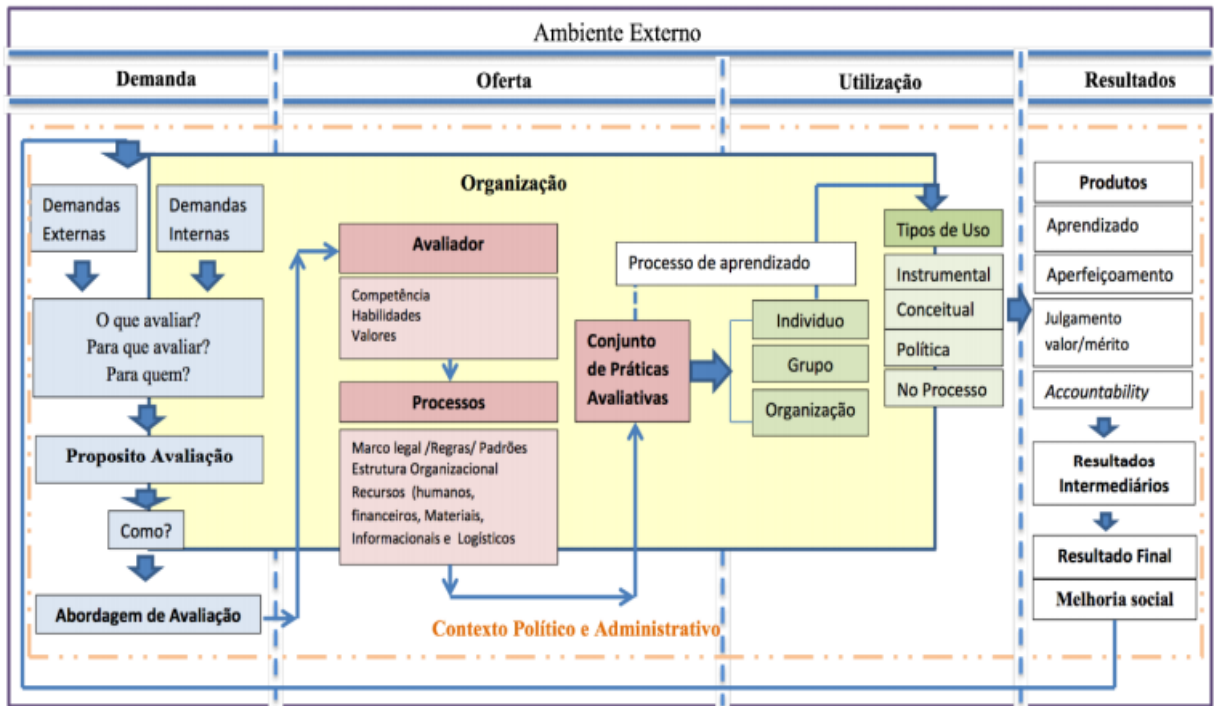 Ambiente Externo
Demanda
Oferta
Utilização
Resultados
Organização
Demandas
Externas
Demandas
Internas
O que avaliar?
Para que avaliar?
Para quem?
Proposito Avaliação
Como?
Abordagem de Avaliação
Avaliador
Competência
Habilidades
Valores
Processos
Marco legal /Regras/ Padrões
Estrutura Organizacional
Recursos (humanos,
financeiros, Materiais,
Informacionais e Logísticos
Processo de aprendizado
Conjunto
de Práticas
Avaliativas
Individuo
Grupo
Organização
Tipos de Uso
Instrumental
Conceitual
Política
No Processo
Produtos
Aprendizado
Aperfeiçoamento
Julgamento
valor/mérito
Accountability
Resultados
Intermediários
Resultado Final
Melhoria social
Contexto Político e Administrativo